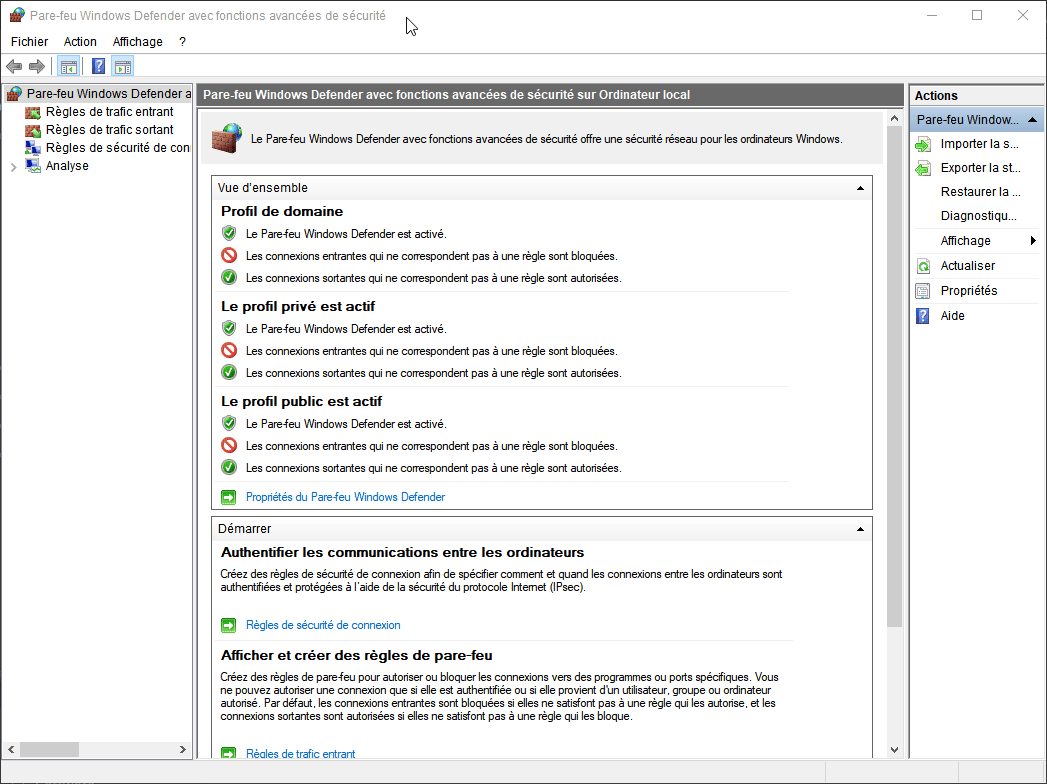 Pare-feu Windows Defender avec fonctions avancées de sécurité
Fichier Action Affichage ?
Pare-feu Windows Defender a
Règles de trafic entrant
Règles de trafic sortant
Règles de sécurité de con
Analyse
Pare-feu Windows Defender avec fonctions avancées de sécurité sur Ordinateur local
Le Pare-feu Windows Defender avec fonctions avancées de sécurité offre une sécurité réseau pour les ordinateurs Windows.
Vue d'ensemble
Profil de domaine
Le Pare-feu Windows Defender est activé.
Les connexions entrantes qui ne correspondent pas à une règle sont bloquées.
Les connexions sortantes qui ne correspondent pas à une règle sont autorisées.
Le profil privé est actif
Le Pare-feu Windows Defender est activé.
Les connexions entrantes qui ne correspondent pas à une règle sont bloquées.
Les connexions sortantes qui ne correspondent pas à une règle sont autorisées.
Le profil public est actif
Le Pare-feu Windows Defender est activé.
Les connexions entrantes qui ne correspondent pas à une règle sont bloquées.
Les connexions sortantes qui ne correspondent pas à une règle sont autorisées.
Propriétés du Pare-feu Windows Defender
Démarrer
Authentifier les communications entre les ordinateurs
Créez des règles de sécurité de connexion afin de spécifier comment et quand les connexions entre les ordinateurs sont
authentifiées et protégées à l'aide de la sécurité du protocole Internet (IPsec).
Règles de sécurité de connexion
Afficher et créer des règles de pare-feu
Créez des règles de pare-feu pour autoriser ou bloquer les connexions vers des programmes ou ports spécifiques. Vous
ne pouvez autoriser une connexion que si elle est authentifiée ou si elle provient d'un utilisateur, groupe ou ordinateur
autorisé. Par défaut, les connexions entrantes sont bloquées si elles ne satisfont pas à une règle qui les autorise, et les
connexions sortantes sont autorisées si elles ne satisfont pas à une règle qui les bloque.
Règles de trafic entrant
Actions
Pare-feu Window...
Importer la s...
Exporter la st...
Restaurer la ...
Diagnostiqu...
Affichage
Actualiser
Propriétés
Aide